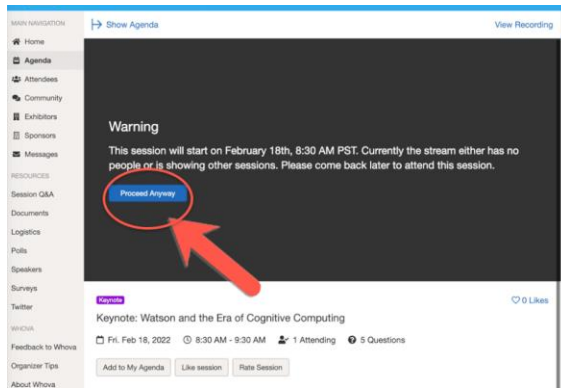 MAIN NAVIGATION
Home
Agenda
Attendees
Community
Exhibitors
Sponsors
Messages
RESOURCES
Session Q&A
Documents
Logistics
Polls
Speakers
Surveys
Twitter
WHOVA
Feedback to Whova
Organizer Tips
About Whova
Show Agenda
View Recording
Warning
This session will start on February 18th, 8:30 AM PST. Currently the stream either has no
people or is showing other sessions. Please come back later to attend this session.
Proceed Anyway
Keynote
0 Likes
Keynote: Watson and the Era of Cognitive Computing
Fri. Feb 18, 2022 8:30 AM - 9:30 AM 1 Attending 5 Questions
Add to My Agenda Like session Rate Session